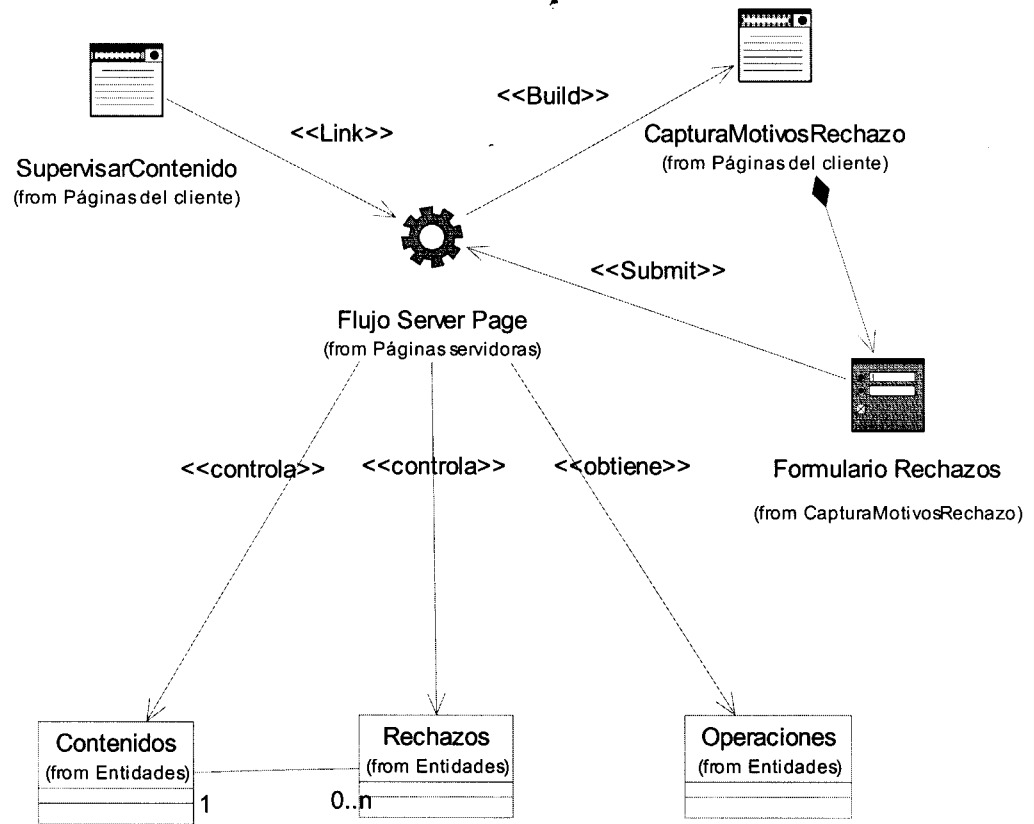 <<Build>>
<<Link>>
CapturaMotivosRechazo
(from Páginas del cliente)
SupervisarContenido
(from Páginas del cliente)
<<Submit>>
Flujo Server Page
(from Páginas servidoras)
<<controla>>
<<controla>>
<<obtiene>>
Formulario Rechazos
(from CapturaMotivosRechazo)
Contenidos
(from Entidades)
Rechazos
(from Entidades)
Operaciones
(from Entidades)
1
0..n